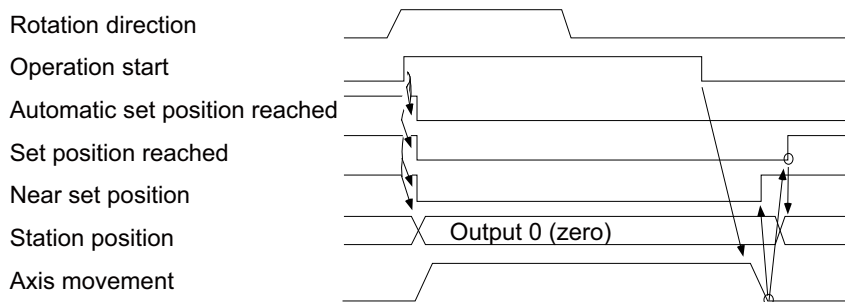 Rotation direction
Operation start
Automatic set position reached
Set position reached
Near set position
Station position
Output 0 (zero)
Axis movement